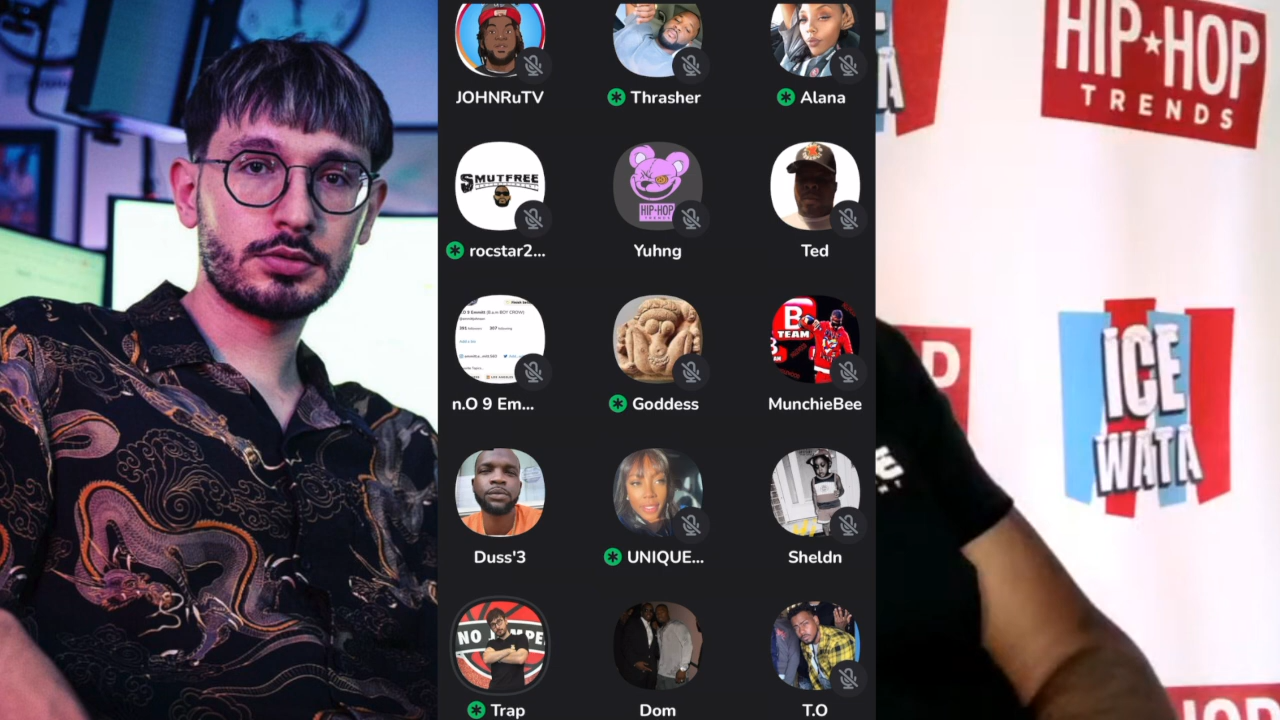 JOHNRuTV
Thrasher
Alana
SMUTFREE
rocstar2...
HIP-HOP
TRENDS
Yuhng
Ted
n.O 9 Em...
Goddess
B
TEAM
MunchieBee
Duss'3
UNIQUE...
Sheldn
NO JUMPE
Trap
Dom
T.O
HIP★HOP
TRENDS
ICE
WATA